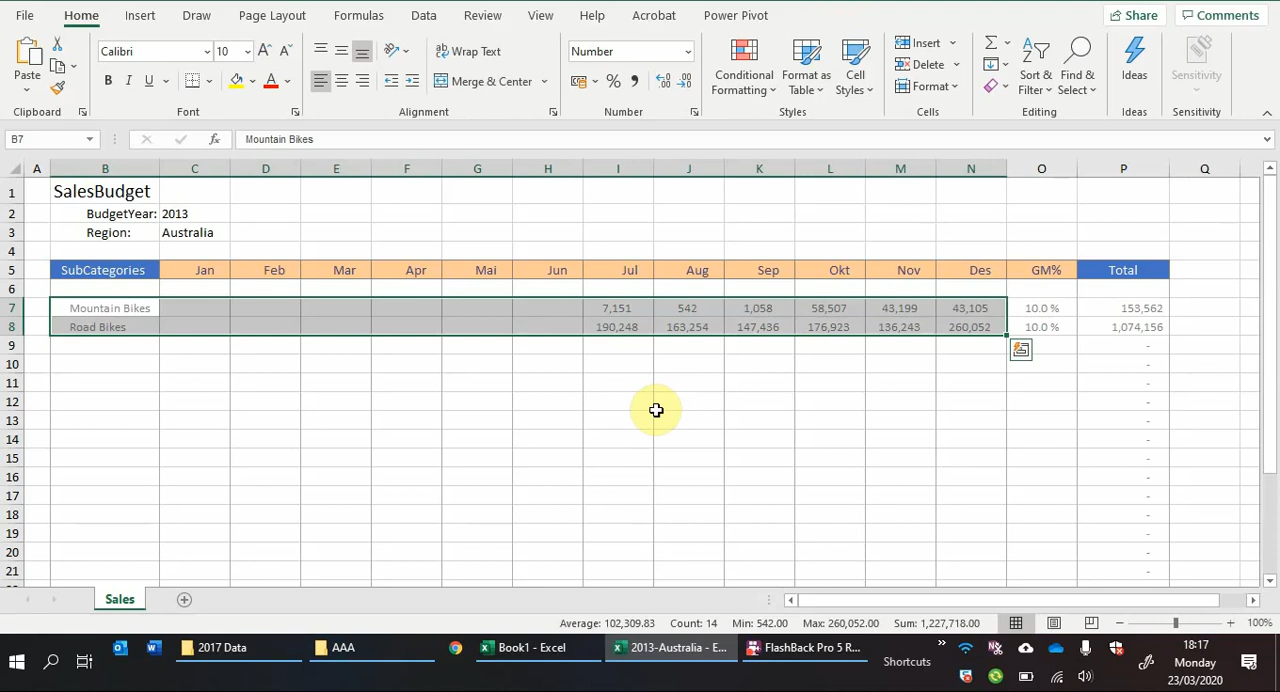 File Home Insert Draw Page Layout Formulas Data Review View Help Acrobat Power Pivot Share Comments
Paste Calibri 10 A A ab Wrap Text Number Conditional Formatting Format as Table Cell Styles Insert Σ Sort & Filter Find & Select Ideas Sensitivity
B I U A Merge & Center % , Delete Format
Clipboard Font Alignment Number Styles Cells Editing Ideas Sensitivity
B7 fx Mountain Bikes
A B C D E F G H I J K L M N O P Q
1 SalesBudget
2 BudgetYear: 2013
3 Region: Australia
4
5 SubCategories Jan Feb Mar Apr Mai Jun Jul Aug Sep Okt Nov Des GM% Total
6
7 Mountain Bikes 7,151 542 1,058 58,507 43,199 43,105 10.0 % 153,562
8 Road Bikes 190,248 163,254 147,436 176,923 136,243 260,052 10.0 % 1,074,156
9 -
10 -
11 -
12 -
13 -
14 -
15 -
16 -
17 -
18 -
19 -
20 -
21 -
Sales
Average: 102,309.83 Count: 14 Min: 542.00 Max: 260,052.00 Sum: 1,227,718.00 100%
2017 Data AAA Book1 - Excel 2013-Australia - E... FlashBack Pro 5 R... Shortcuts
18:17
Monday
23/03/2020